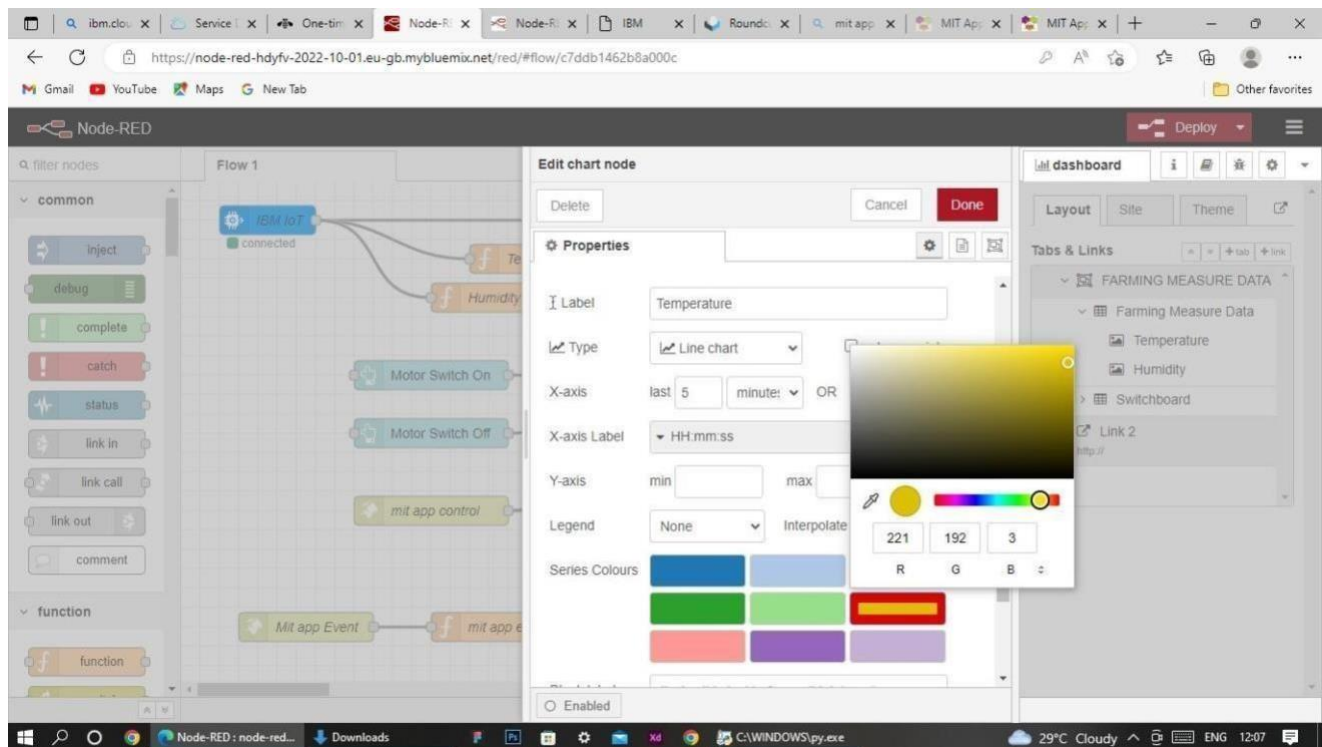 ibm.clou
Service
One-tim
Node-R
Node-R
IBM
Roundc
mit app
MIT Ap
MIT Ap
https://node-red-hdyfv-2022-10-01.eu-gb.mybluemix.net/red/#flow/c7ddb1462b8a000c
Gmail YouTube Maps New Tab Other favorites
Node-RED Deploy
filter nodes
common
inject
debug
complete
catch
status
link in
link call
link out
comment
function
function
Flow 1
IBM IoT
connected
Te
Humidity
Motor Switch On
Motor Switch Off
mit app control
Mit app Event
mit app e
Edit chart node
Delete Cancel Done
Properties
Label Temperature
Type Line chart
X-axis last 5 minutes OR
X-axis Label HH:mm:ss
Y-axis min max
Legend None Interpolate
Series Colours
221 192 3
R G B
Enabled
dashboard i
Layout Site Theme
Tabs & Links + tab + link
FARMING MEASURE DATA
Farming Measure Data
Temperature
Humidity
Switchboard
Link 2
http://
Node-RED : node-red... Downloads Ps Xd C:\WINDOWS\py.exe 29°C Cloudy ENG 12:07